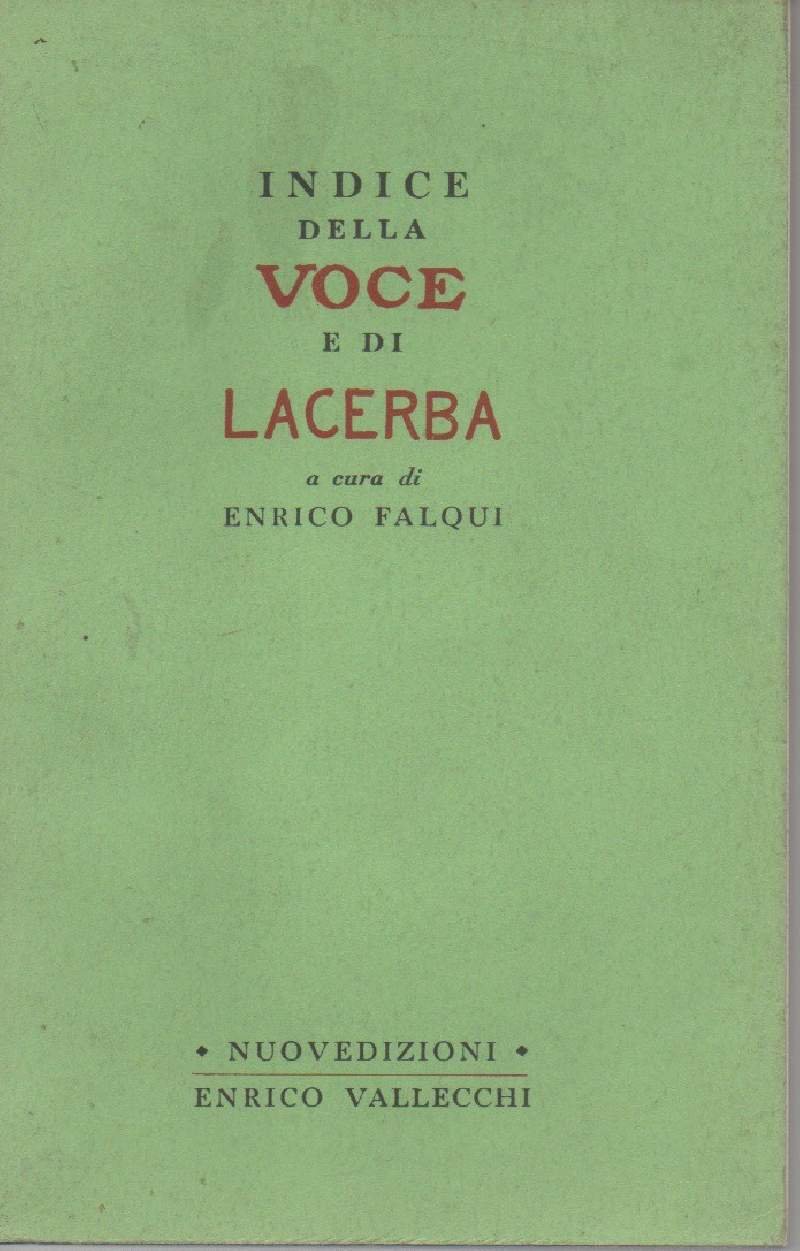 INDICE
DELLA
VOCE
E DI
LACERBA
a cura di
ENRICO FALQUI
NUOVEDIZIONI
ENRICO VALLECCHI